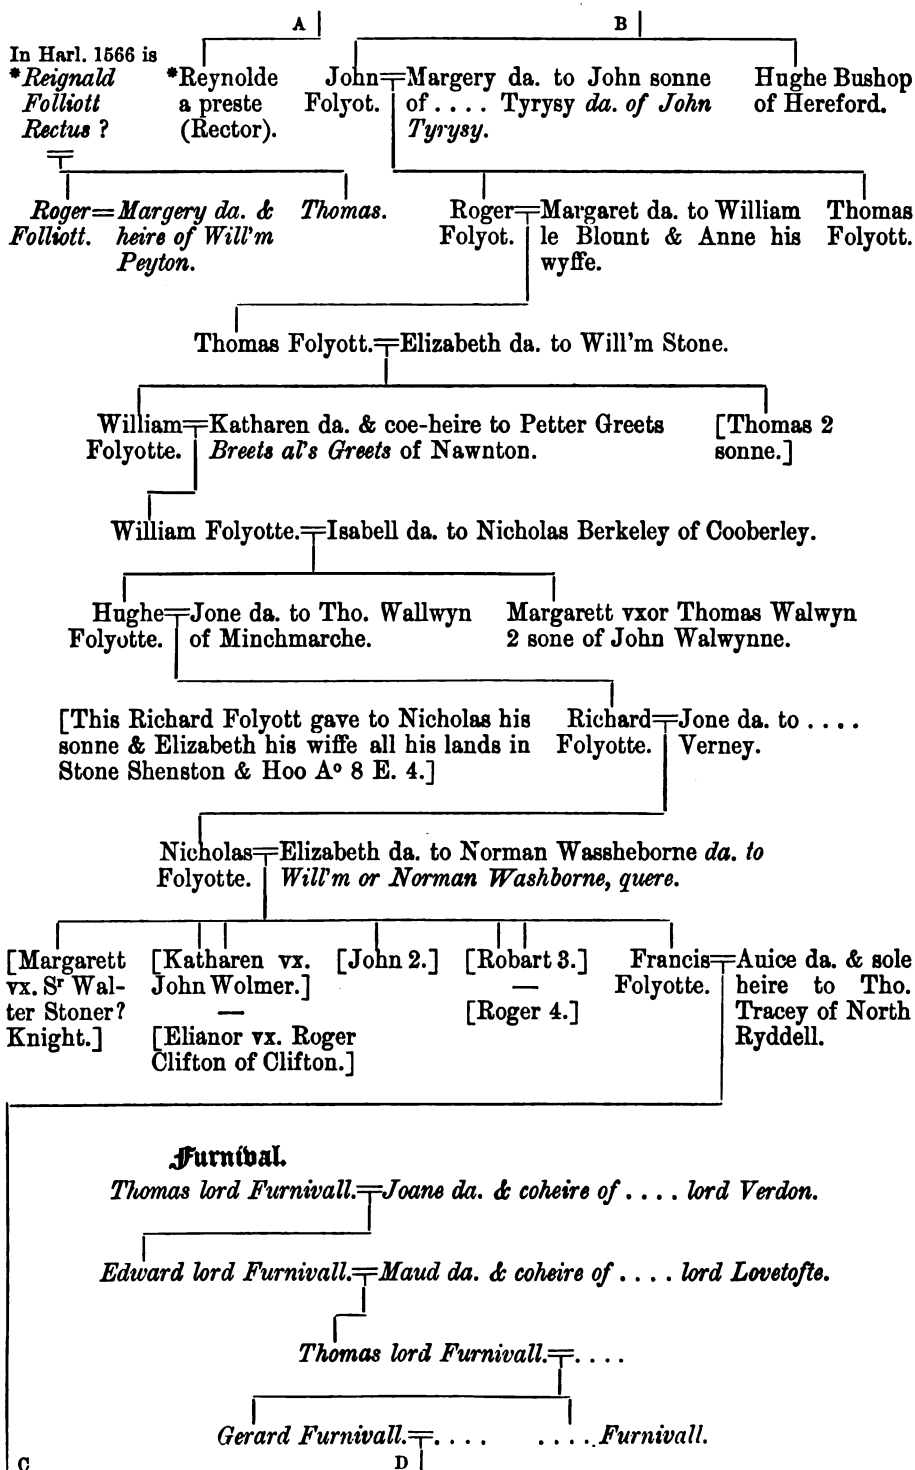 A B
In Harl. 1566 is
*Reignald
Folliott
Rectus ?
*Reynolde
a preste
(Rector).
John
Folyot.
Margery da. to John sonne
of . . . . Tyrysy da. of John
Tyrysy.
Hughe Bushop
of Hereford.
Roger
Folliott.
Margery da. &
heire of Will'm
Peyton.
Thomas.
Roger
Folyot.
Margaret da. to William
le Blount & Anne his
wyffe.
Thomas
Folyott.
Thomas Folyott. Elizabeth da. to Will'm Stone.
William
Folyotte.
Katharen da. & coe-heire to Petter Greets
Breets al's Greets of Nawnton.
[Thomas 2
sonne.]
William Folyotte. Isabell da. to Nicholas Berkeley of Cooberley.
Hughe
Folyotte.
Jone da. to Tho. Wallwyn
of Minchmarche.
Margarett vxor Thomas Walwyn
2 sone of John Walwynne.
[This Richard Folyott gave to Nicholas his
sonne & Elizabeth his wiffe all his lands in
Stone Shenston & Hoo Aº 8 E. 4.]
Richard
Folyotte.
Jone da. to . . . .
Verney.
Nicholas
Folyotte.
Elizabeth da. to Norman Wassheborne da. to
Will'm or Norman Washborne, quere.
[Margarett
vx. Sʳ Wal-
ter Stoner?
Knight.]
[Katharen vx.
John Wolmer.]
—
[Elianor vx. Roger
Clifton of Clifton.]
[John 2.]
[Robart 3.]
—
[Roger 4.]
Francis
Folyotte.
Auice da. & sole
heire to Tho.
Tracey of North
Ryddell.
Furnival.
Thomas lord Furnivall. Joane da. & coheire of . . . . lord Verdon.
Edward lord Furnivall. Maud da. & coheire of . . . . lord Lovetofte.
Thomas lord Furnivall. . . . .
Gerard Furnivall. . . . . . . . . Furnivall.
C D